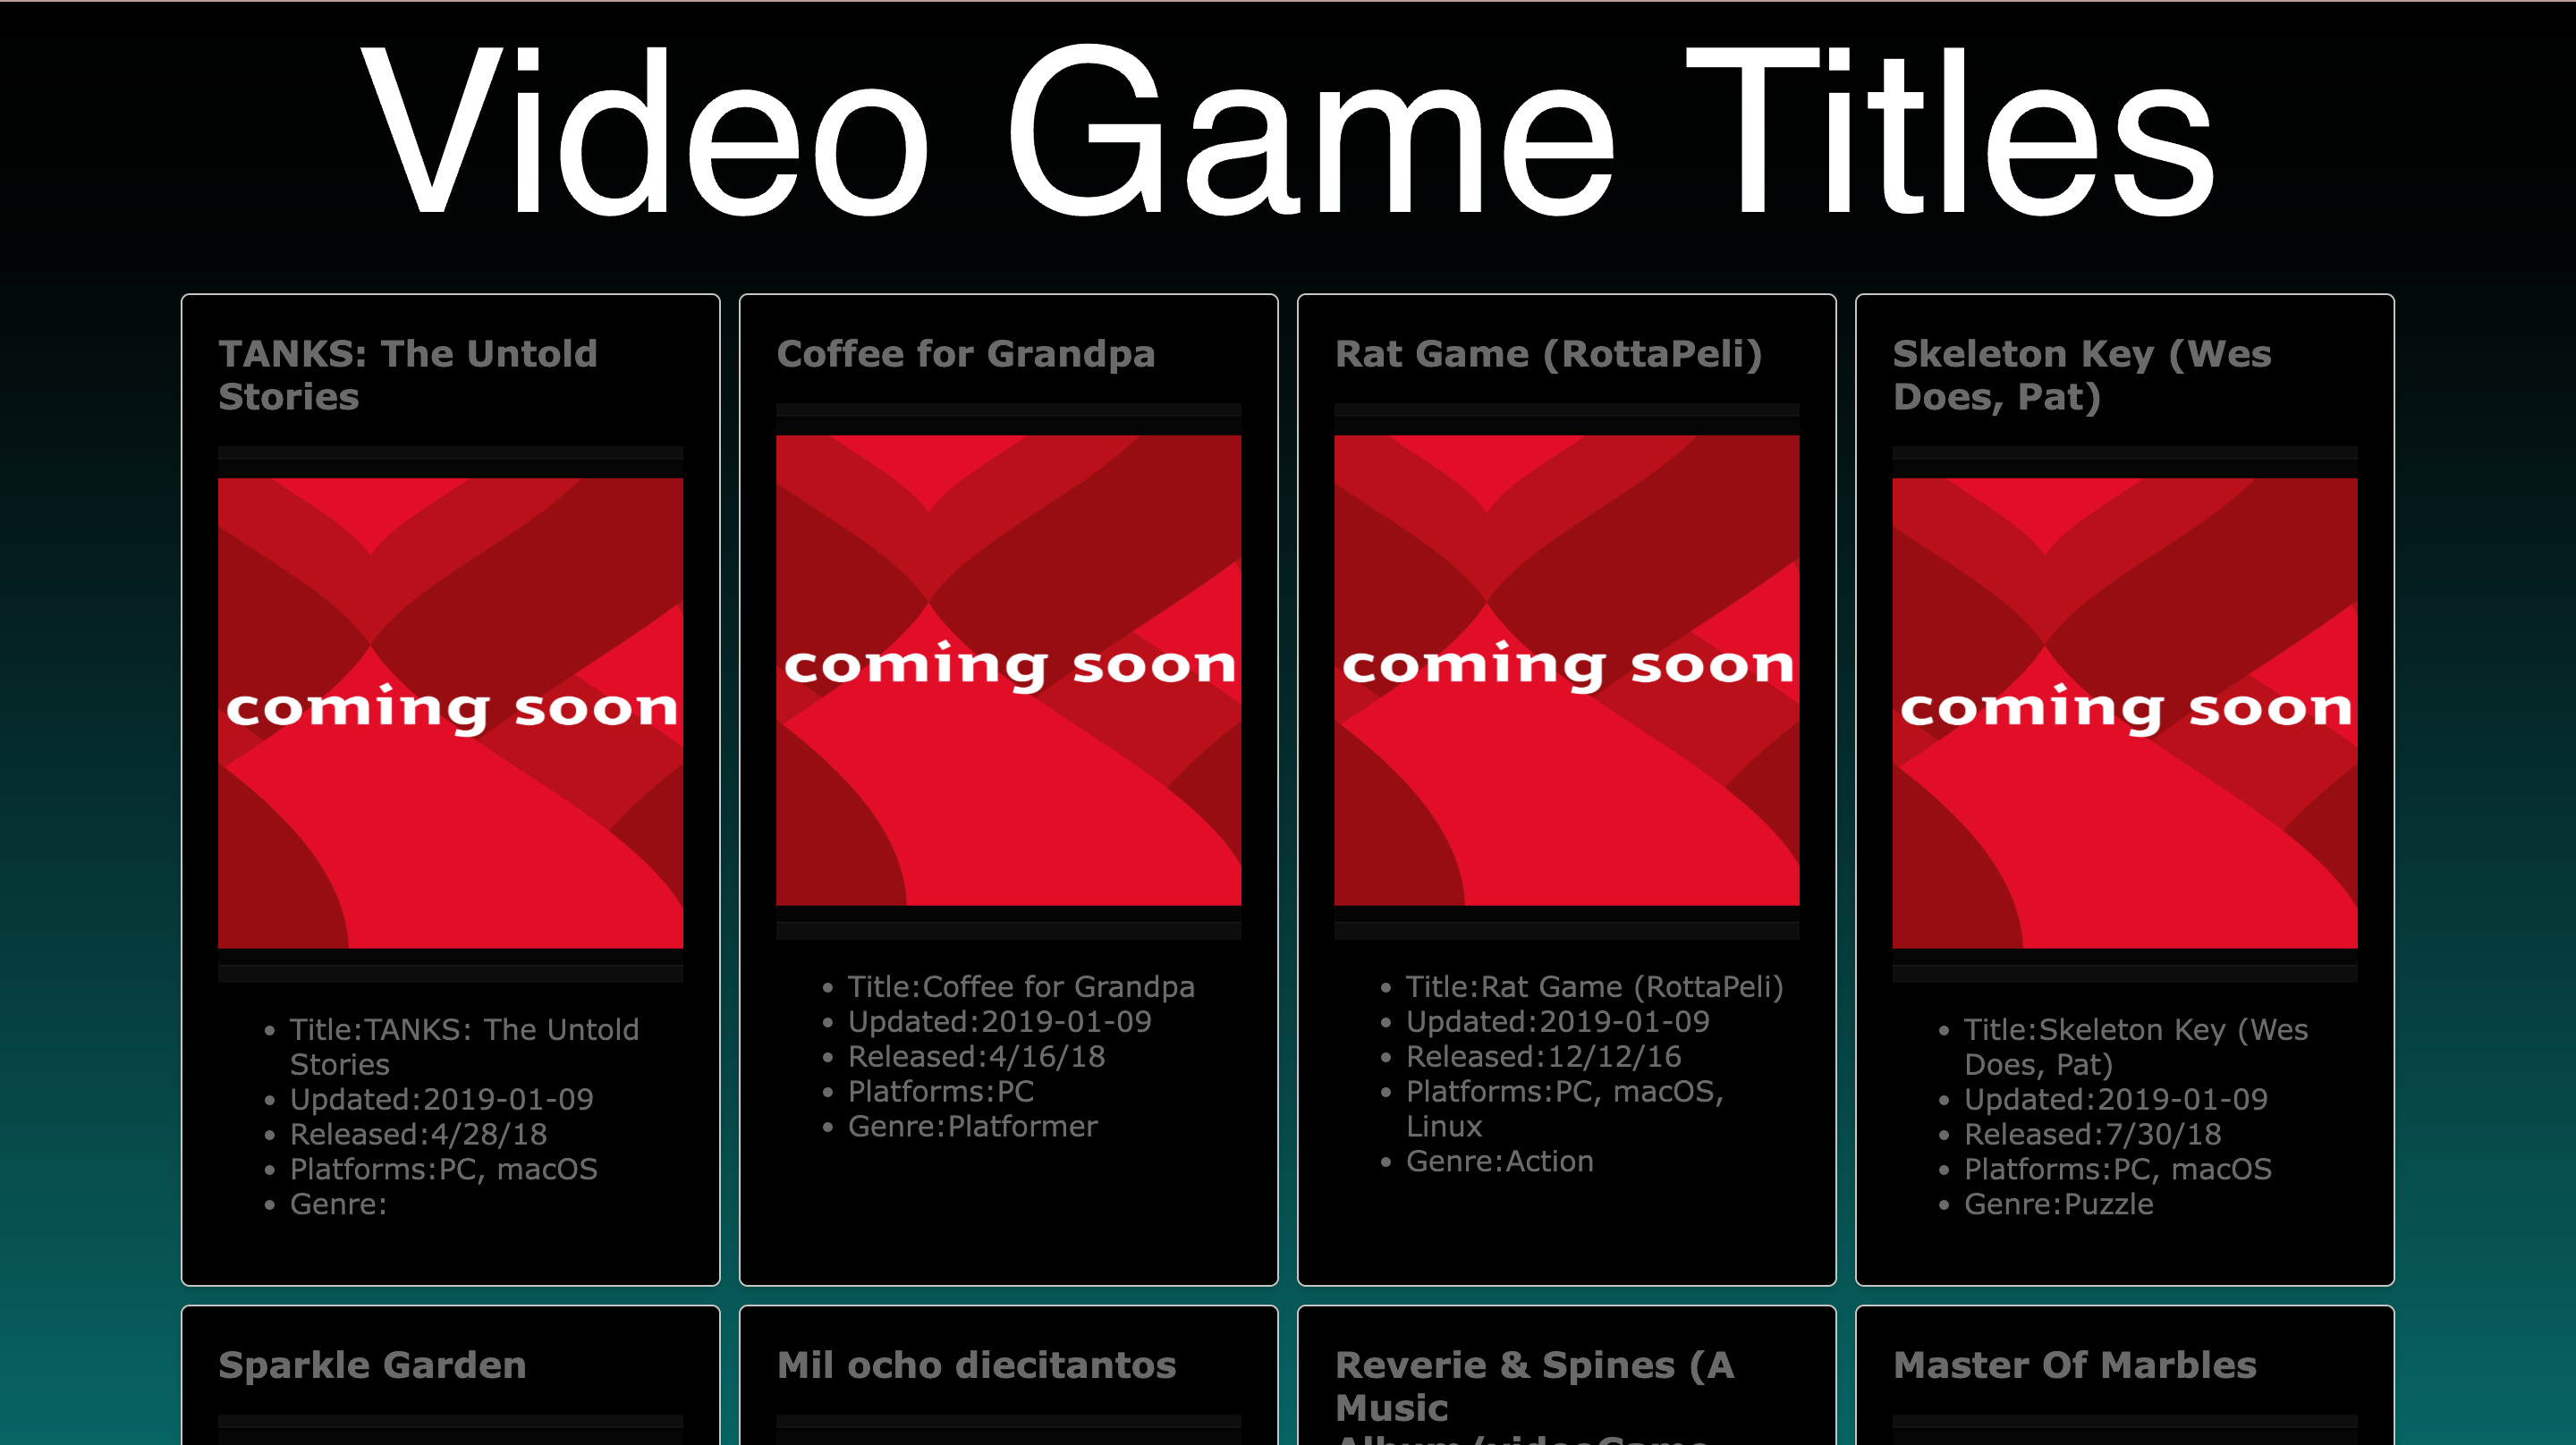 Video Game Titles
TANKS: The Untold
Stories
coming soon
Title:TANKS: The Untold
Stories
Updated:2019-01-09
Released:4/28/18
Platforms:PC, macOS
Genre:
Coffee for Grandpa
coming soon
Title:Coffee for Grandpa
Updated:2019-01-09
Released:4/16/18
Platforms:PC
Genre:Platformer
Rat Game (RottaPeli)
coming soon
Title:Rat Game (RottaPeli)
Updated:2019-01-09
Released:12/12/16
Platforms:PC, macOS,
Linux
Genre:Action
Skeleton Key (Wes
Does, Pat)
coming soon
Title:Skeleton Key (Wes
Does, Pat)
Updated:2019-01-09
Released:7/30/18
Platforms:PC, macOS
Genre:Puzzle
Sparkle Garden
Mil ocho diecitantos
Reverie & Spines (A
Music
Album/videoGame
Master Of Marbles